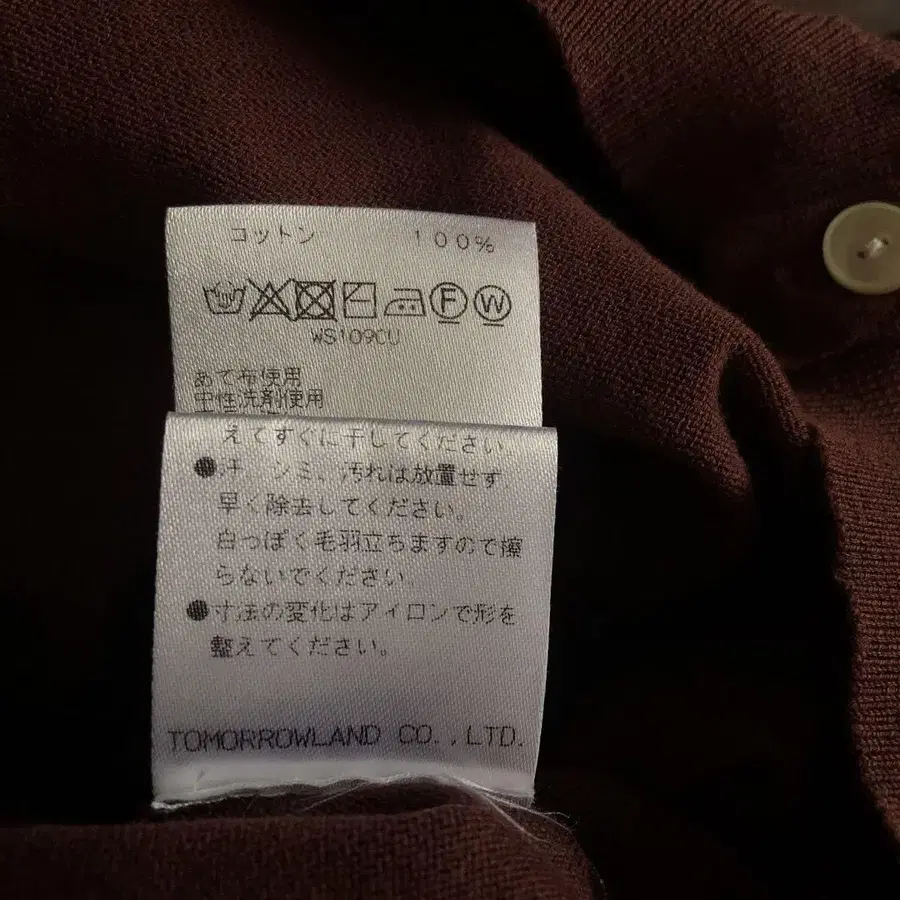 コットン 100%
F W
WS109CU
あて布使用
中性洗剤使用
えてすぐに干してください
●汗、シミ、汚れは放置せず、
早く除去してください。
白っぽく毛羽立ちますので擦
らないでください。
●寸法の変化はアイロンで形を
整えてください。
TOMORROWLAND CO.,LTD.